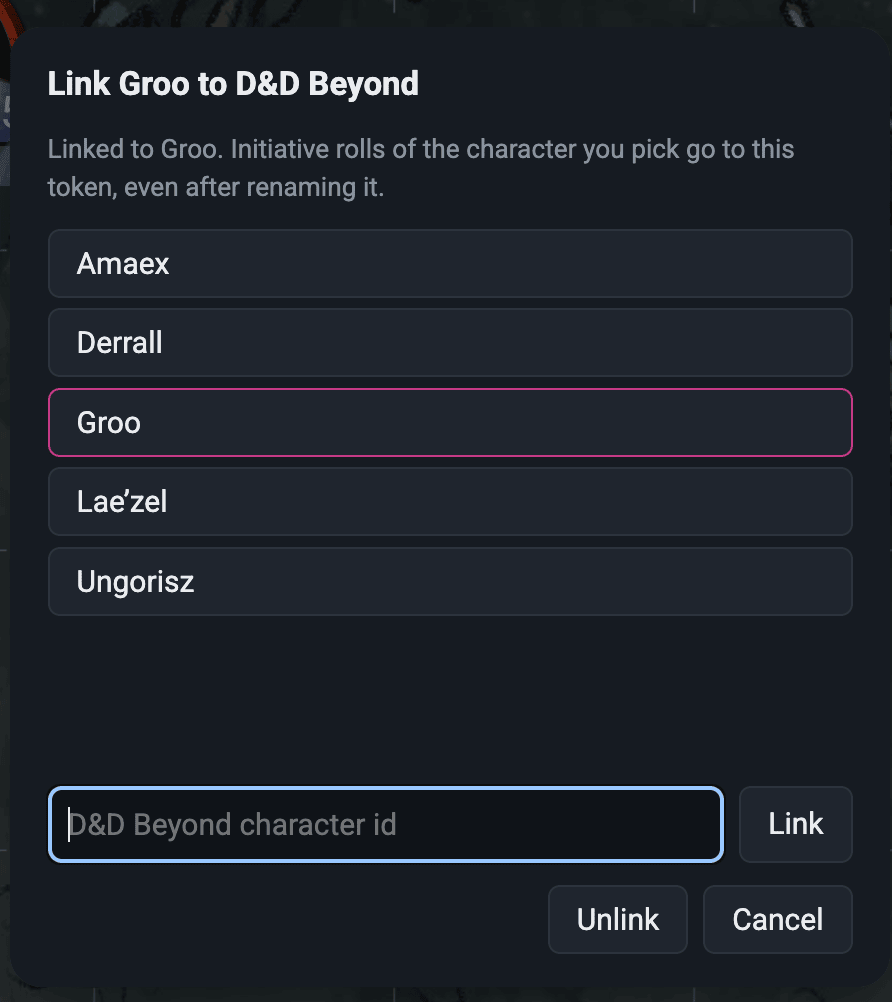 Link Groo to D&D Beyond
Linked to Groo. Initiative rolls of the character you pick go to this
token, even after renaming it.
Amaex
Derrall
Groo
Lae’zel
Ungorisz
D&D Beyond character id
Link
Unlink
Cancel